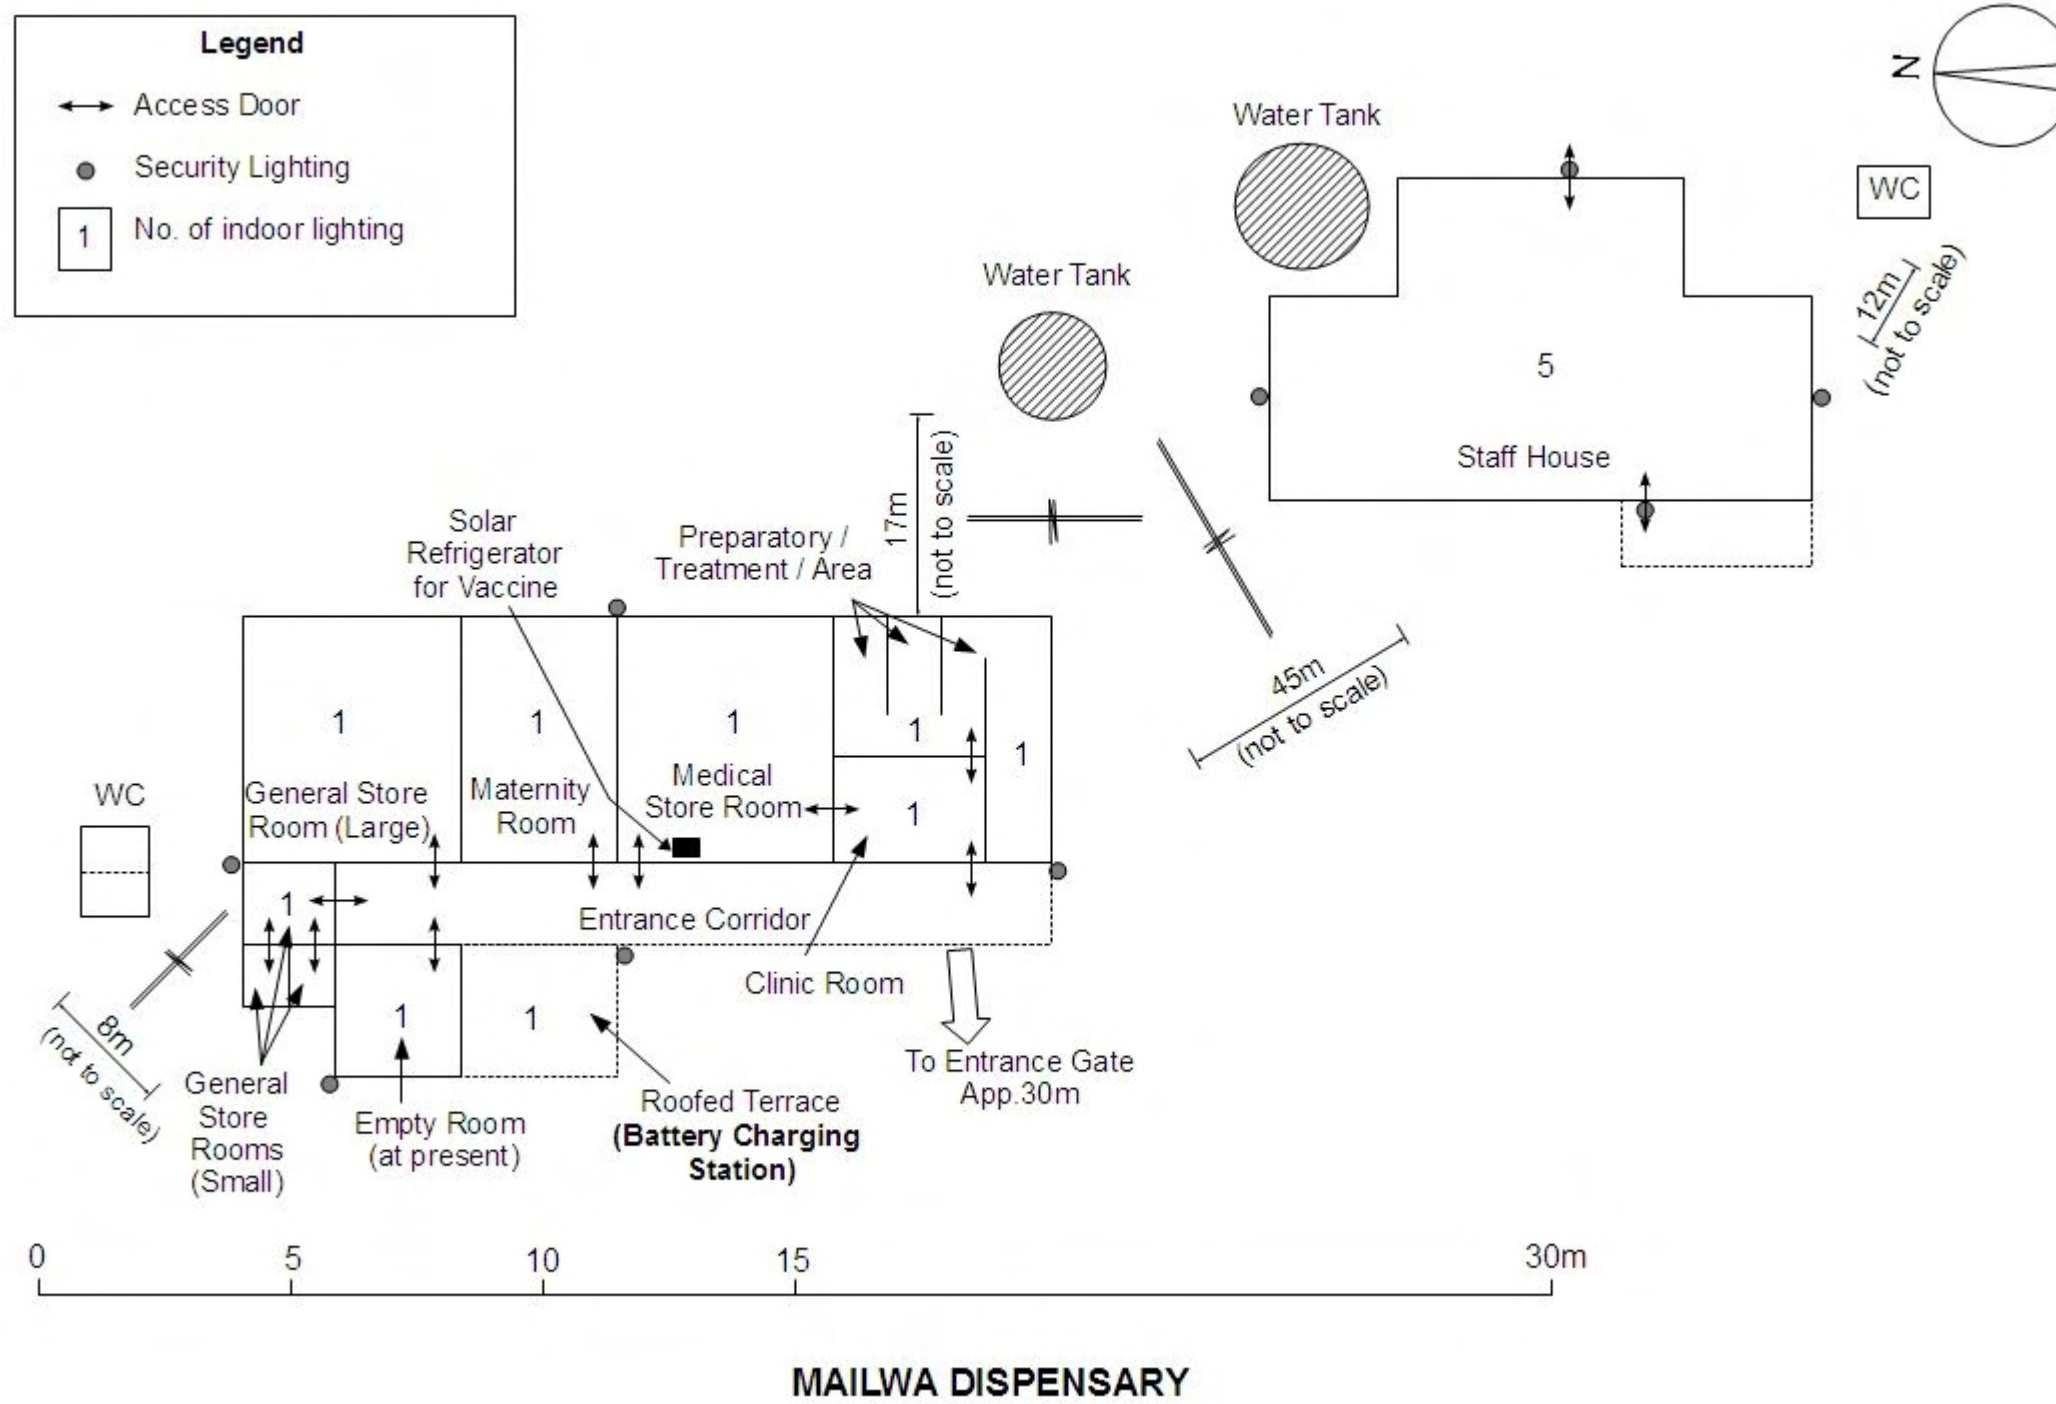 Legend
Access Door
Security Lighting
1
No. of indoor lighting
N
WC
12m
(not to scale)
Water Tank
Water Tank
5
Staff House
17m
(not to scale)
45m
(not to scale)
Solar
Refrigerator
for Vaccine
Preparatory /
Treatment / Area
1
1
1
1
1
General Store
Room (Large)
Maternity
Room
Medical
Store Room
1
WC
1
Entrance Corridor
Clinic Room
8m
(not to scale)
1
1
To Entrance Gate
App.30m
General
Store
Rooms
(Small)
Empty Room
(at present)
Roofed Terrace
(Battery Charging
Station)
0
5
10
15
30m
MAILWA DISPENSARY